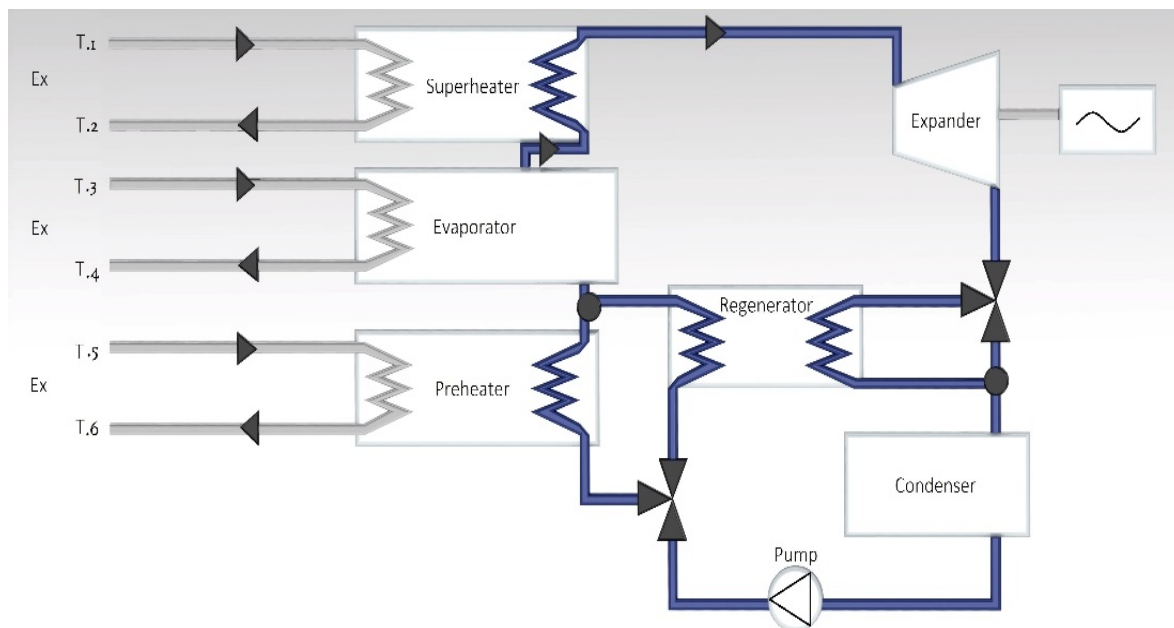 T.1
Ex
Superheater
T.2
Expander
T.3
Ex
Evaporator
T.4
Regenerator
T.5
Ex
Preheater
T.6
Condenser
Pump